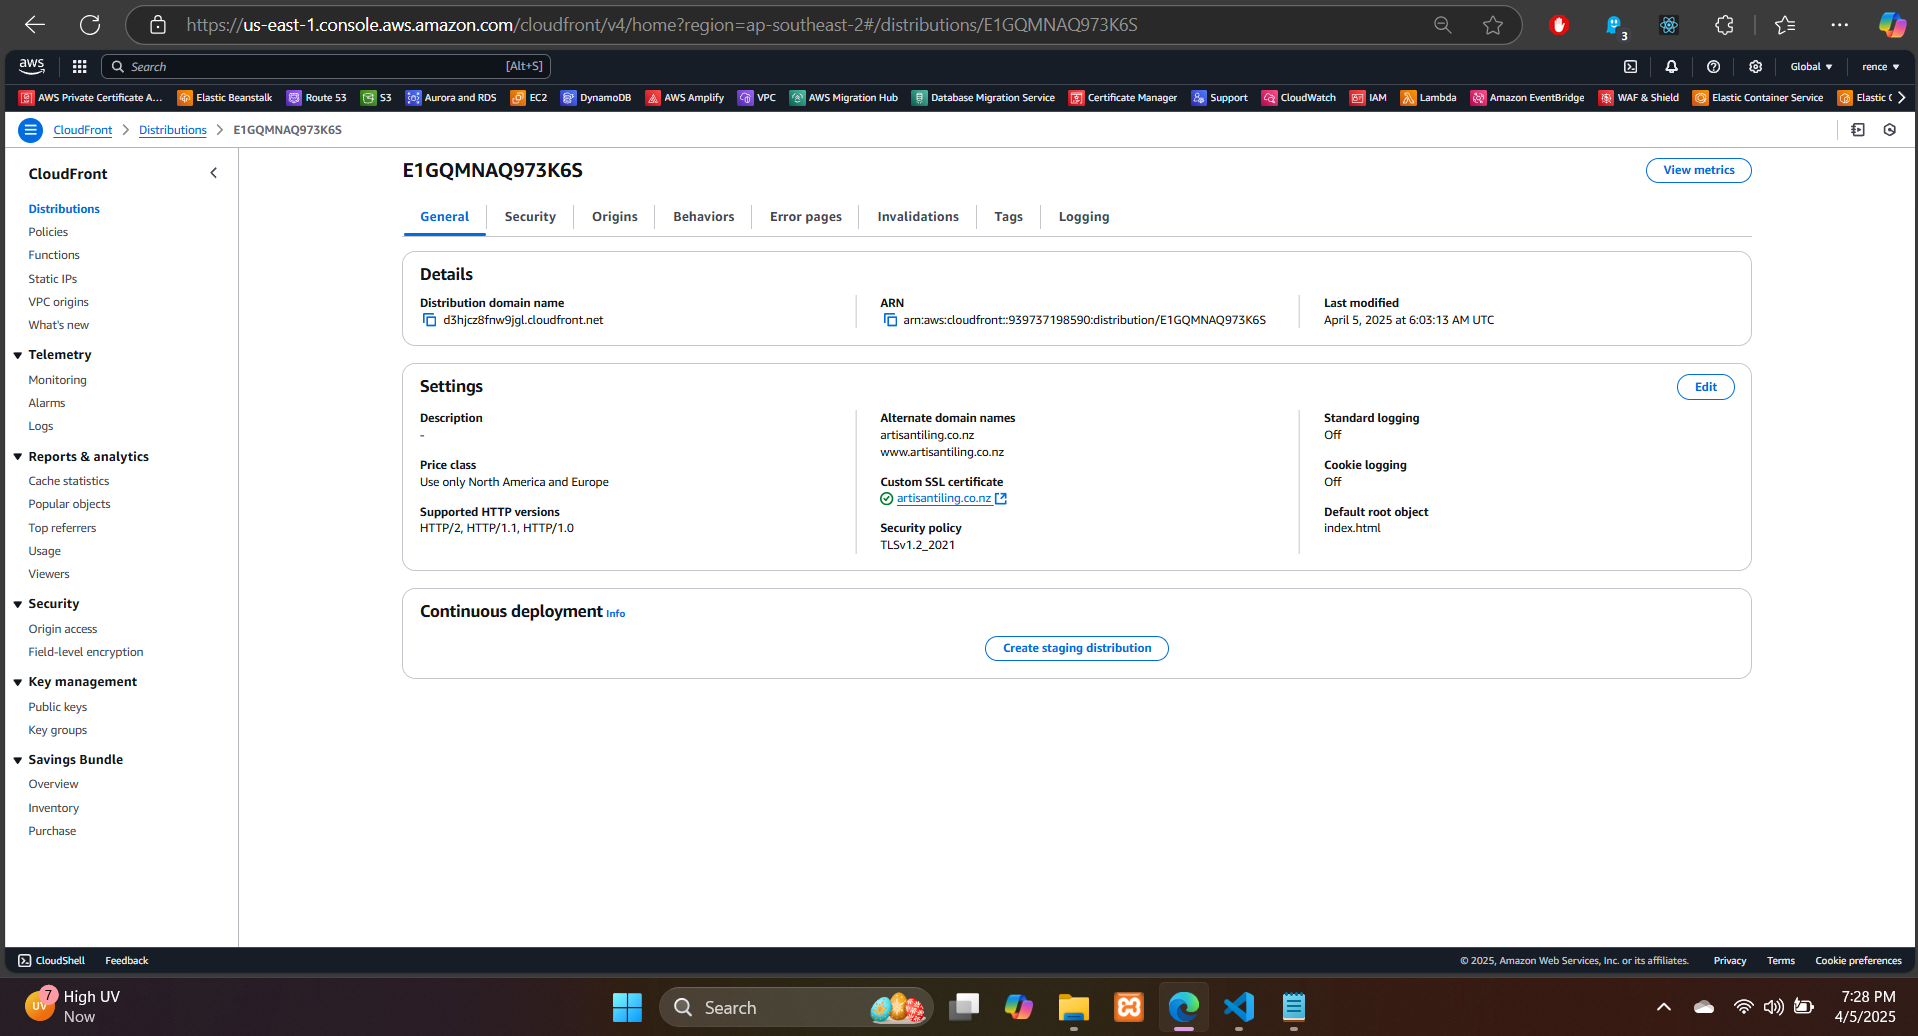 https://us-east-1.console.aws.amazon.com/cloudfront/v4/home?region=ap-southeast-2#/distributions/E1GQMNAQ973K6S
3
aws
Search [Alt+S]
Global ▼
rence ▼
AWS Private Certificate A... Elastic Beanstalk Route 53 S3 Aurora and RDS EC2 DynamoDB AWS Amplify VPC AWS Migration Hub Database Migration Service Certificate Manager Support CloudWatch IAM Lambda Amazon EventBridge WAF & Shield Elastic Container Service Elastic C
CloudFront > Distributions > E1GQMNAQ973K6S
CloudFront
Distributions
Policies
Functions
Static IPs
VPC origins
What's new
Telemetry
Monitoring
Alarms
Logs
Reports & analytics
Cache statistics
Popular objects
Top referrers
Usage
Viewers
Security
Origin access
Field-level encryption
Key management
Public keys
Key groups
Savings Bundle
Overview
Inventory
Purchase
E1GQMNAQ973K6S
View metrics
General Security Origins Behaviors Error pages Invalidations Tags Logging
Details
Distribution domain name
d3hjcz8fnw9jgl.cloudfront.net
ARN
arn:aws:cloudfront::939737198590:distribution/E1GQMNAQ973K6S
Last modified
April 5, 2025 at 6:03:13 AM UTC
Settings
Edit
Description
-
Price class
Use only North America and Europe
Supported HTTP versions
HTTP/2, HTTP/1.1, HTTP/1.0
Alternate domain names
artisantiling.co.nz
www.artisantiling.co.nz
Custom SSL certificate
artisantiling.co.nz
Security policy
TLSv1.2_2021
Standard logging
Off
Cookie logging
Off
Default root object
index.html
Continuous deployment Info
Create staging distribution
CloudShell Feedback
© 2025, Amazon Web Services, Inc. or its affiliates. Privacy Terms Cookie preferences
UV
7
High UV
Now
Search
7:28 PM
4/5/2025